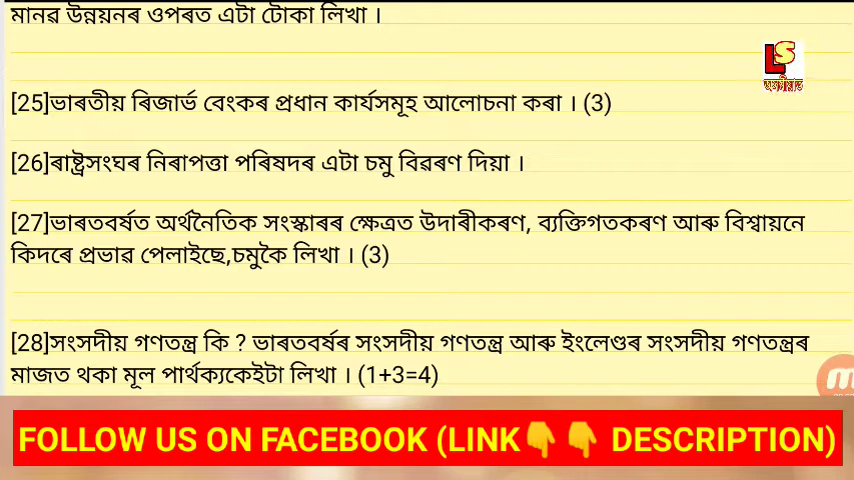 মানৱ উন্নয়নৰ ওপৰত এটা টোকা লিখা ।
LS
[25]ভাৰতীয় ৰিজাৰ্ভ বেংকৰ প্ৰধান কাৰ্যসমূহ আলোচনা কৰা । (3)
[26]ৰাষ্ট্ৰসংঘৰ নিৰাপত্তা পৰিষদৰ এটা চমু বিৱৰণ দিয়া ।
[27]ভাৰতবৰ্ষত অৰ্থনৈতিক সংস্কাৰৰ ক্ষেত্ৰত উদাৰীকৰণ, ব্যক্তিগতকৰণ আৰু বিশ্বায়নে
কিদৰে প্ৰভাৱ পেলাইছে,চমুকৈ লিখা । (3)
[28]সংসদীয় গণতন্ত্ৰ কি ? ভাৰতবৰ্ষৰ সংসদীয় গণতন্ত্ৰ আৰু ইংলেণ্ডৰ সংসদীয় গণতন্ত্ৰৰ
মাজত থকা মূল পাৰ্থক্যকেইটা লিখা । (1+3=4)
FOLLOW US ON FACEBOOK (LINK👇👇 DESCRIPTION)